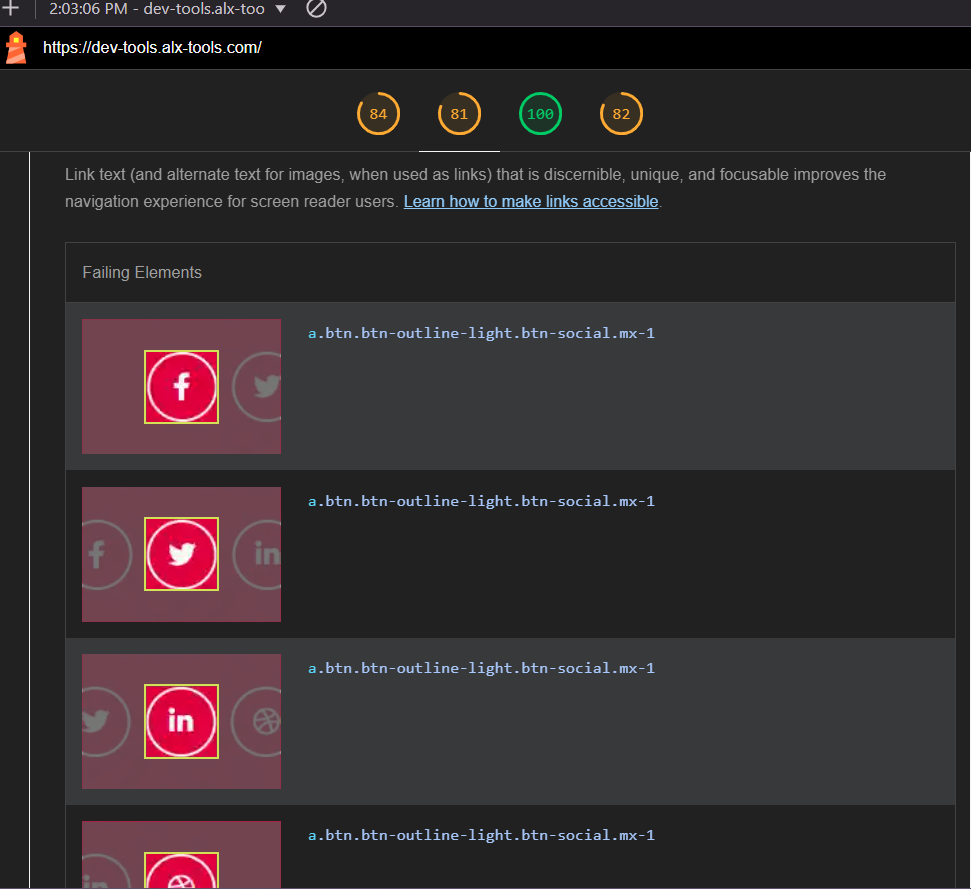 2:03:06 PM - dev-tools.alx-too
https://dev-tools.alx-tools.com/
84 81 100 82
Link text (and alternate text for images, when used as links) that is discernible, unique, and focusable improves the
navigation experience for screen reader users. Learn how to make links accessible.
Failing Elements
a.btn.btn-outline-light.btn-social.mx-1
a.btn.btn-outline-light.btn-social.mx-1
a.btn.btn-outline-light.btn-social.mx-1
a.btn.btn-outline-light.btn-social.mx-1